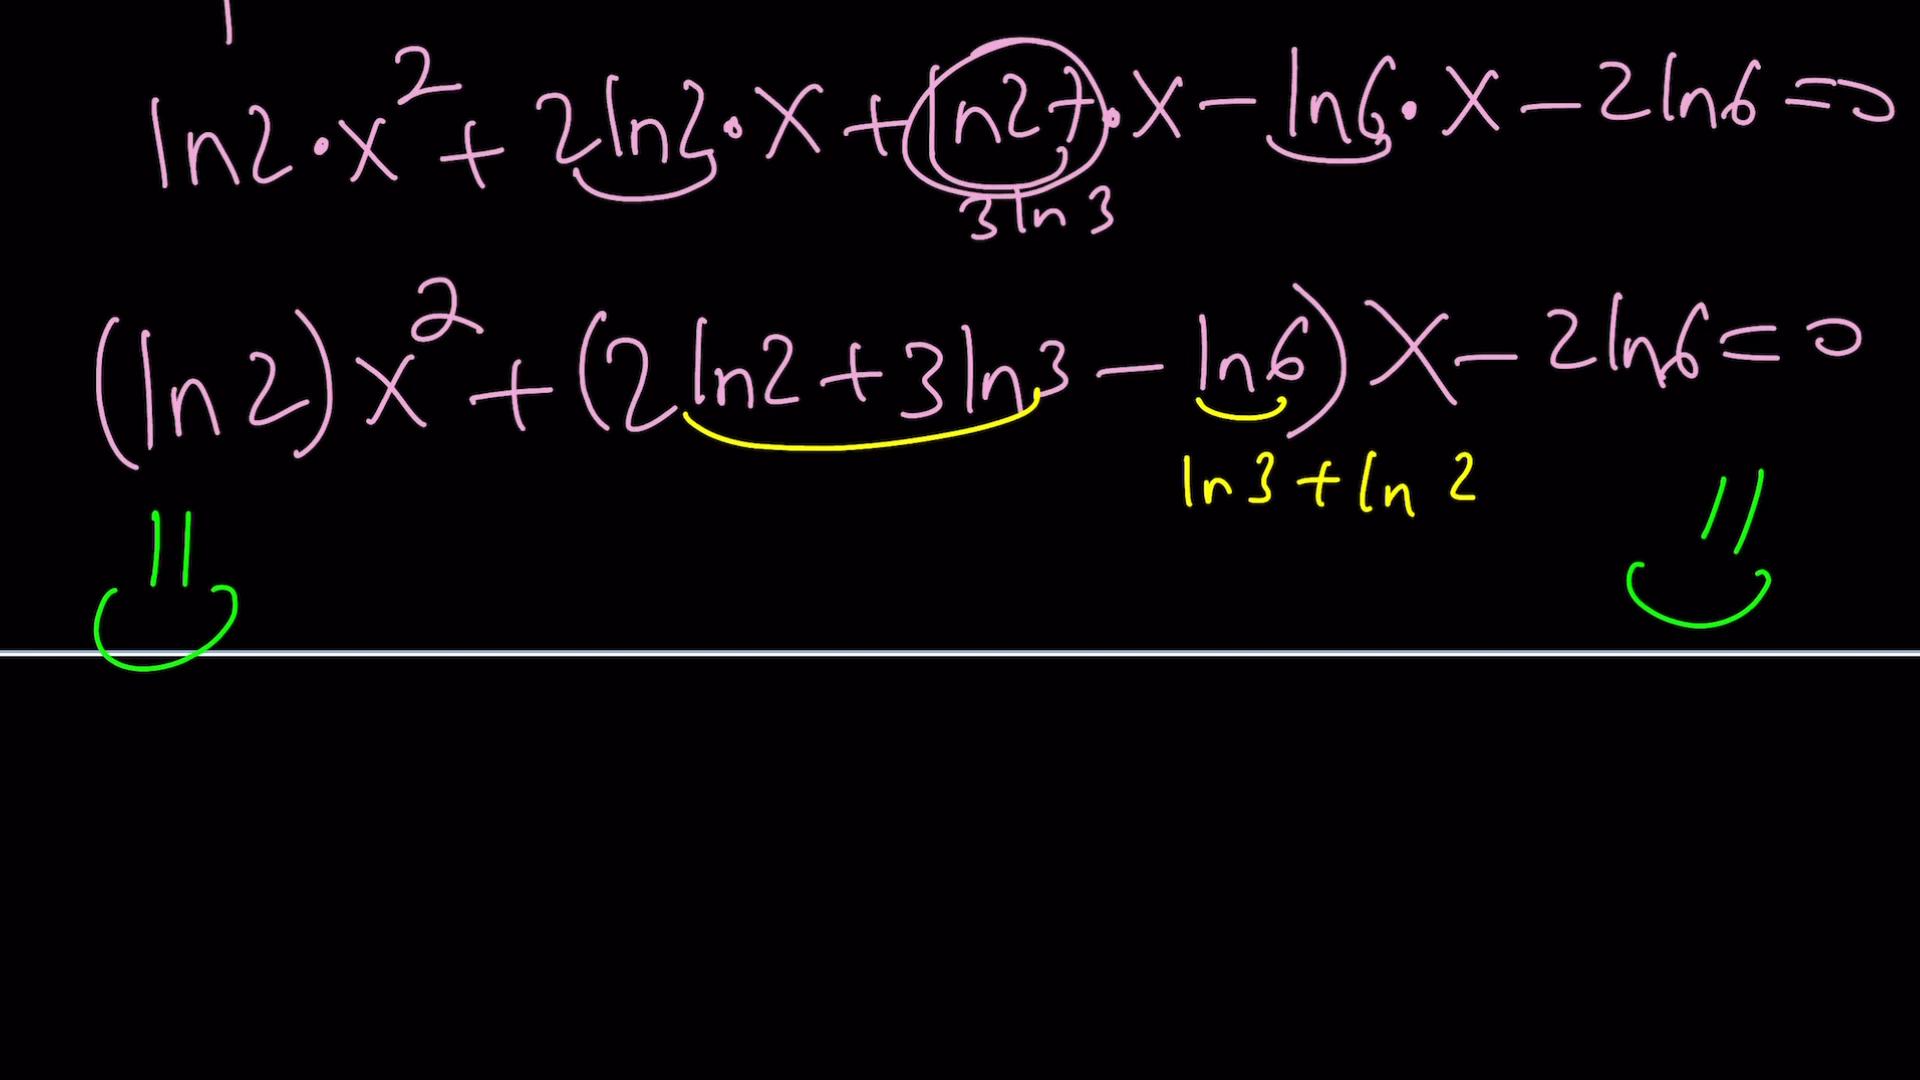 ln2·x² + 2ln2·x + ln27·x − ln6·x − 2ln6 = 0
3ln3
(ln2)x² + (2ln2 + 3ln3 − ln6)x − 2ln6 = 0
ln3 + ln2